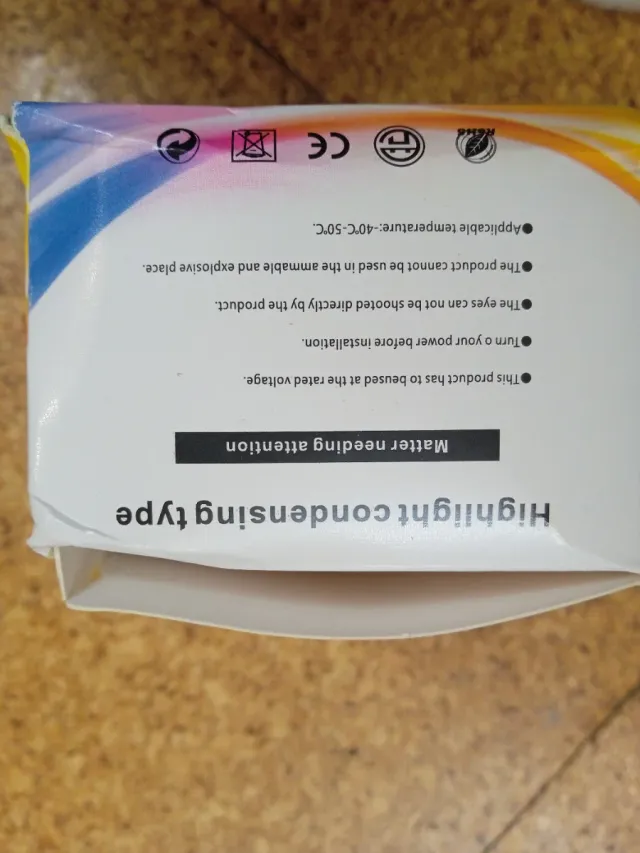 Highlight condensing type
Matter needing attention
●This product has to beused at the rated voltage.
●Turn o your power before installation.
●The eyes can not be shooted directly by the product.
●The product cannot be used in the ammable and explosive place.
●Applicable temperature:-40℃-50℃.
RoHS CE